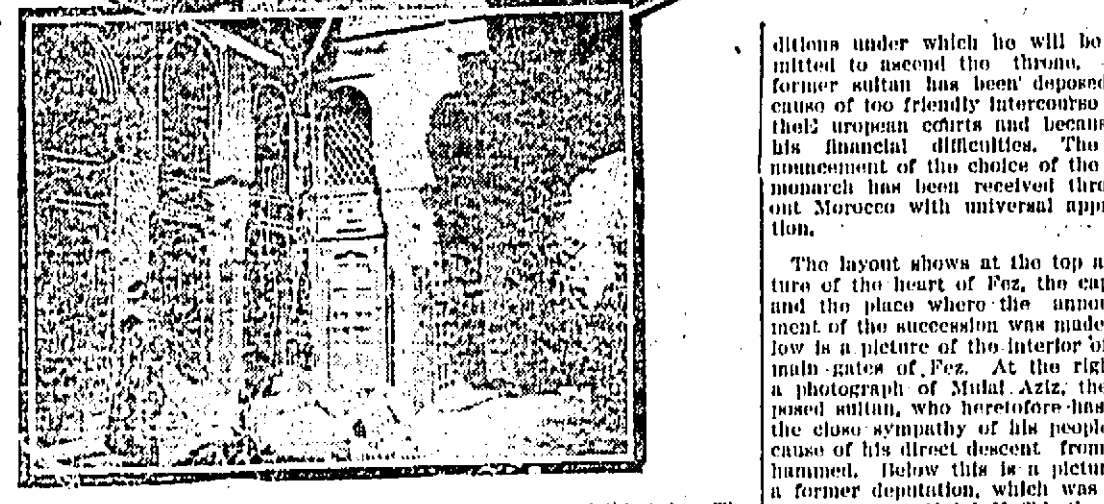 ditions under which he will be
mitted to ascend the throne.
former sultan has been deposed
cause of too friendly intercourse
theE uropean courts and becaus
his financial difficulties. The
nouncement of the choice of the
monarch has been received thro
out Morocco with universal appr
tion.
The layout shows at the top a
ture of the heart of Fez, the cap
and the place where the annou
ment of the succession was made
low is a picture of the interior of
main gates of Fez. At the righ
a photograph of Mulai Aziz, the
posed sultan, who heretofore has
the close sympathy of his people
cause of his direct descent from
hammed. Below this is a pictur
a former deputation, which was